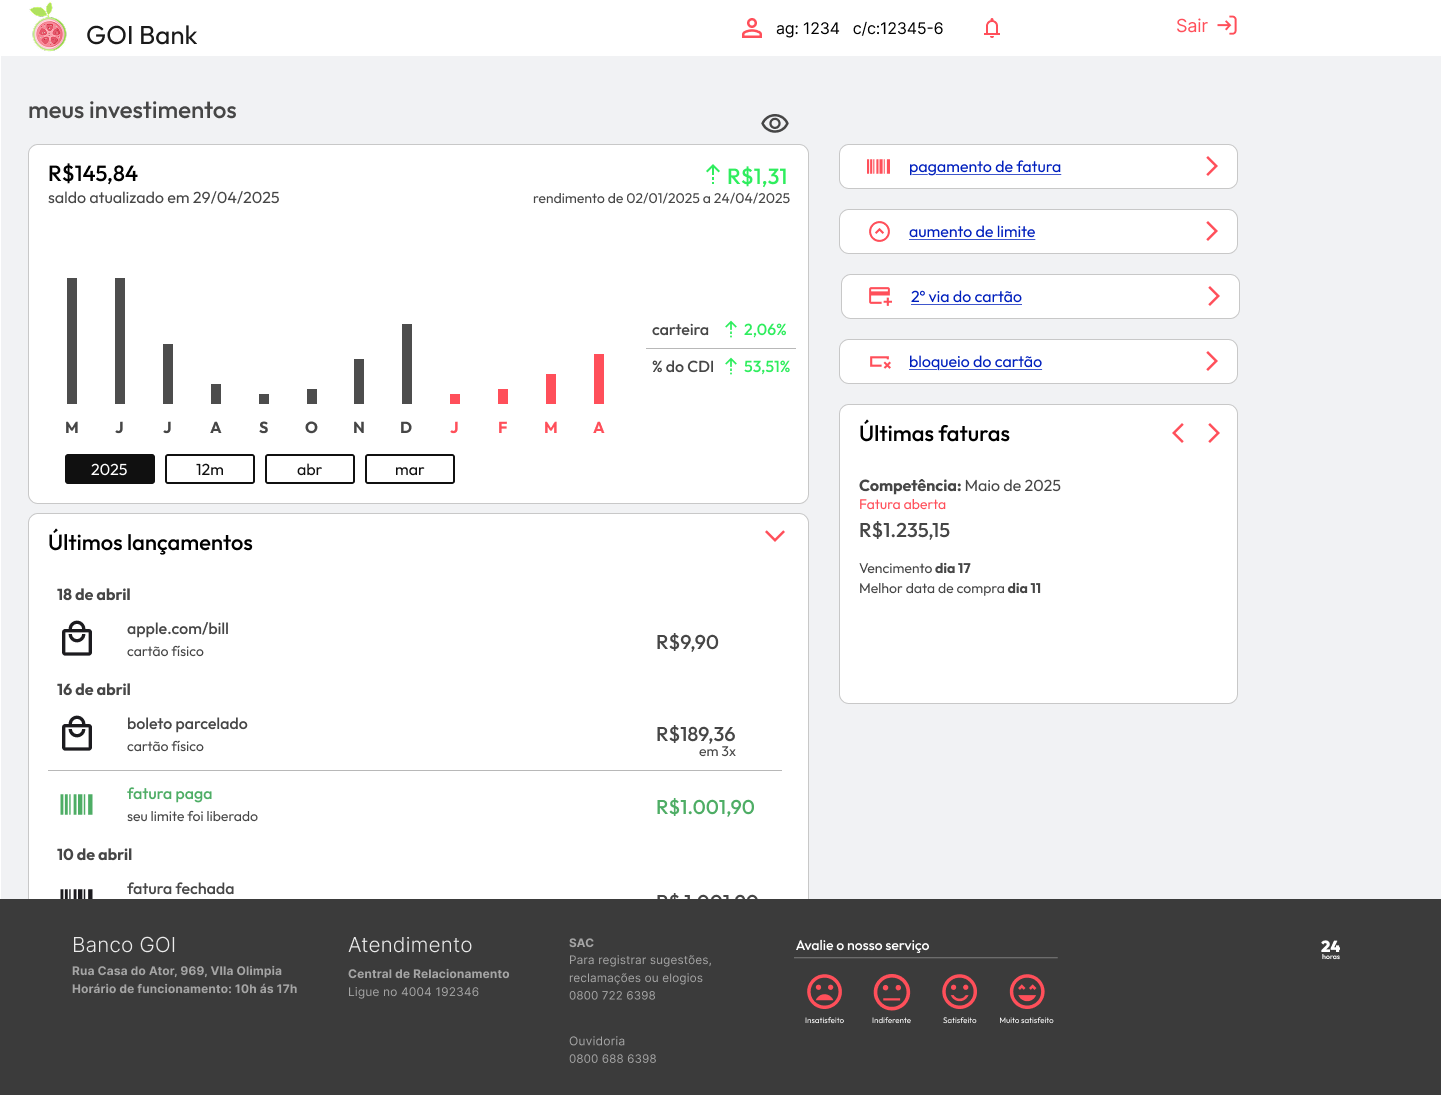 GOI Bank
ag: 1234 c/c:12345-6
Sair
meus investimentos
R$145,84
saldo atualizado em 29/04/2025
R$1,31
rendimento de 02/01/2025 a 24/04/2025
carteira 2,06%
% do CDI 53,51%
M J J A S O N D J F M A
2025 12m abr mar
pagamento de fatura
aumento de limite
2º via do cartão
bloqueio do cartão
Últimas faturas
Competência: Maio de 2025
Fatura aberta
R$1.235,15
Vencimento dia 17
Melhor data de compra dia 11
Últimos lançamentos
18 de abril
apple.com/bill
cartão físico
R$9,90
16 de abril
boleto parcelado
cartão físico
R$189,36
em 3x
fatura paga
seu limite foi liberado
R$1.001,90
10 de abril
fatura fechada
Banco GOI
Rua Casa do Ator, 969, VIla Olimpia
Horário de funcionamento: 10h ás 17h
Atendimento
Central de Relacionamento
Ligue no 4004 192346
SAC
Para registrar sugestões,
reclamações ou elogios
0800 722 6398
Ouvidoria
0800 688 6398
Avalie o nosso serviço
Insatisfeito Indiferente Satisfeito Muito satisfeito
24
horas